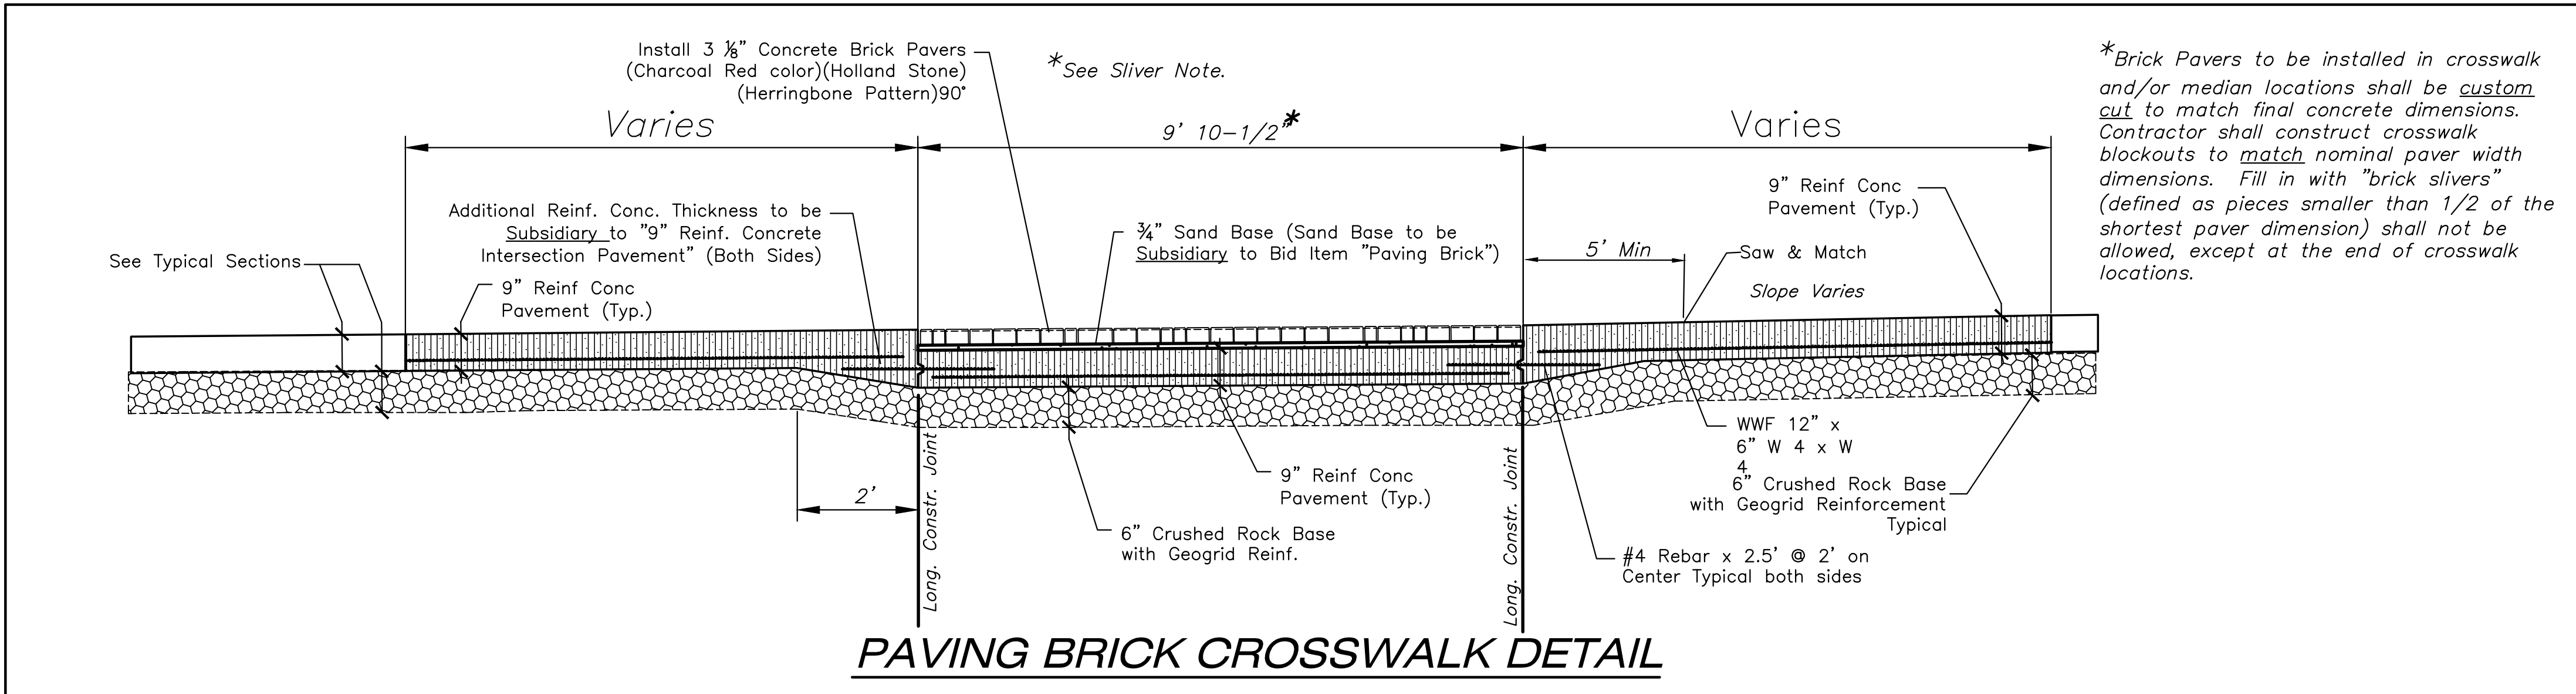 Install 3 ⅛" Concrete Brick Pavers
(Charcoal Red color)(Holland Stone)
(Herringbone Pattern)90°
*See Sliver Note.
*Brick Pavers to be installed in crosswalk
and/or median locations shall be custom
cut to match final concrete dimensions.
Contractor shall construct crosswalk
blockouts to match nominal paver width
dimensions. Fill in with "brick slivers"
(defined as pieces smaller than 1/2 of the
shortest paver dimension) shall not be
allowed, except at the end of crosswalk
locations.
Varies
9' 10-1/2"*
Varies
9" Reinf Conc
Pavement (Typ.)
Additional Reinf. Conc. Thickness to be
Subsidiary to "9" Reinf. Concrete
Intersection Pavement" (Both Sides)
¾" Sand Base (Sand Base to be
Subsidiary to Bid Item "Paving Brick")
5' Min
Saw & Match
Slope Varies
See Typical Sections
9" Reinf Conc
Pavement (Typ.)
WWF 12" x
6" W 4 x W
4
6" Crushed Rock Base
with Geogrid Reinforcement
Typical
9" Reinf Conc
Pavement (Typ.)
2'
6" Crushed Rock Base
with Geogrid Reinf.
Long. Constr. Joint
Long. Constr. Joint
#4 Rebar x 2.5' @ 2' on
Center Typical both sides
PAVING BRICK CROSSWALK DETAIL